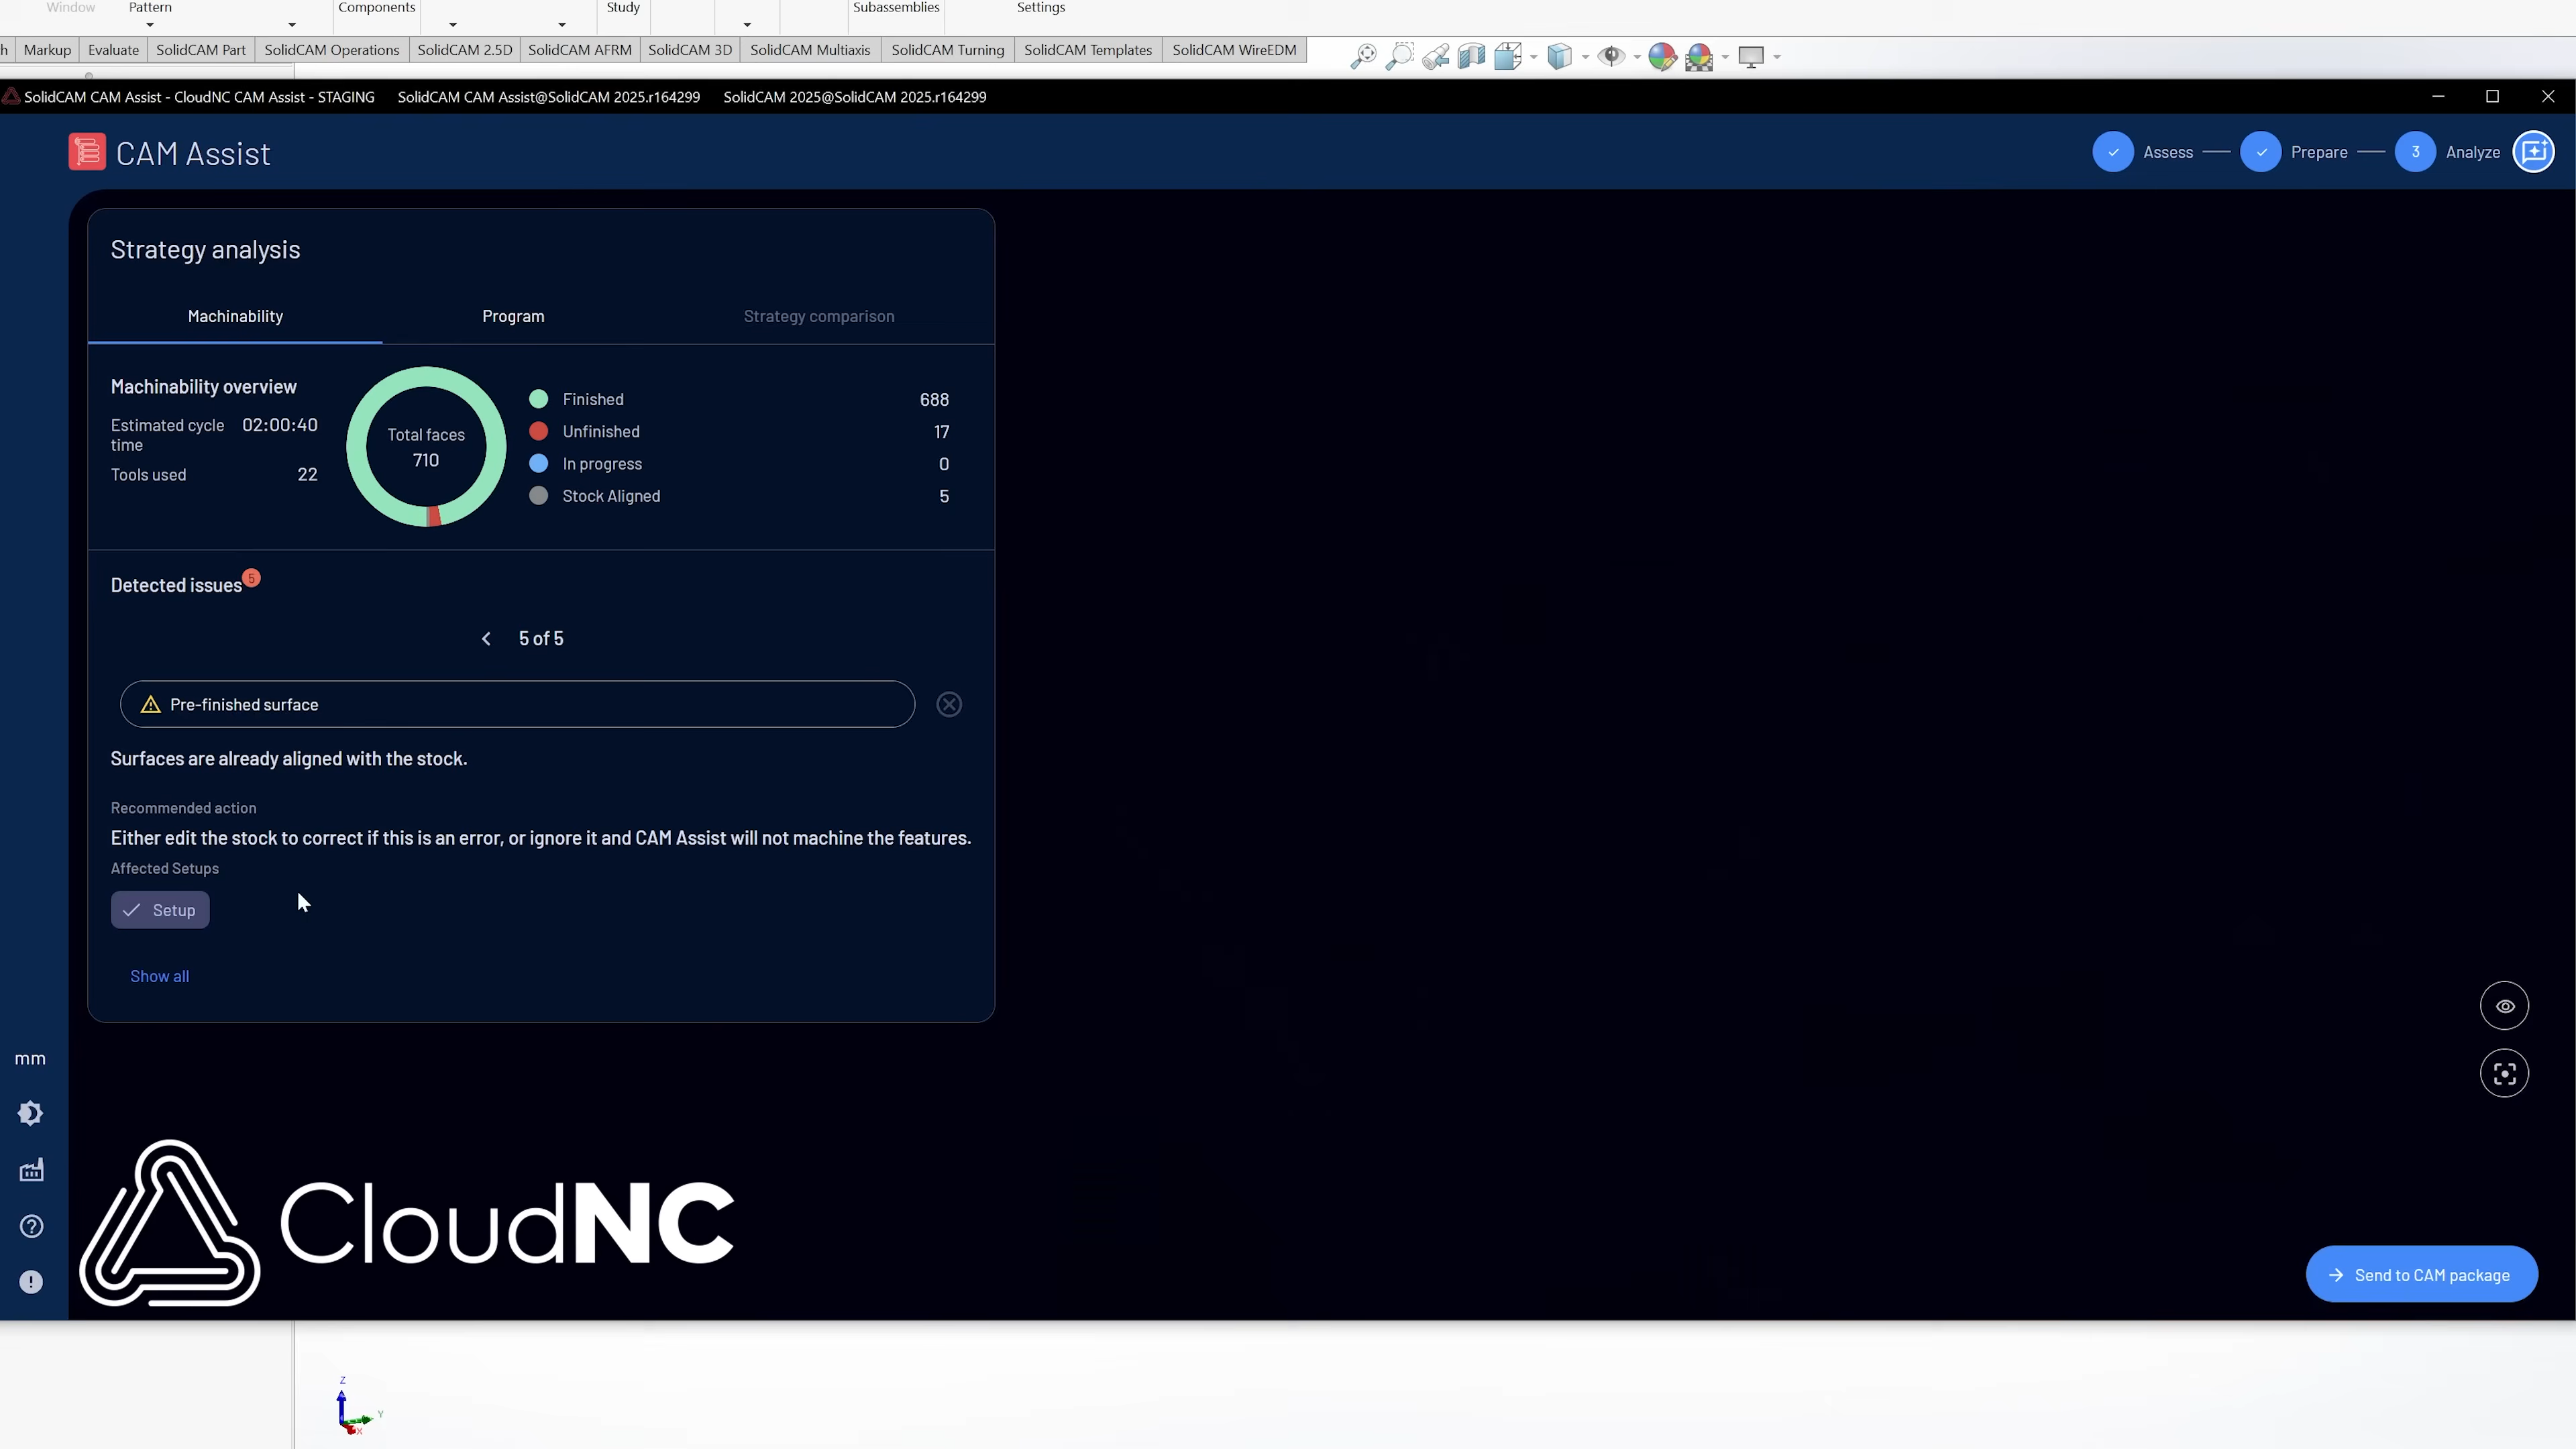 Window Pattern Components Study Subassemblies Settings
h Markup Evaluate SolidCAM Part SolidCAM Operations SolidCAM 2.5D SolidCAM AFRM SolidCAM 3D SolidCAM Multiaxis SolidCAM Turning SolidCAM Templates SolidCAM WireEDM
SolidCAM CAM Assist - CloudNC CAM Assist - STAGING SolidCAM CAM Assist@SolidCAM 2025.r164299 SolidCAM 2025@SolidCAM 2025.r164299
CAM Assist
Assess Prepare 3 Analyze
Strategy analysis
Machinability Program Strategy comparison
Machinability overview
Estimated cycle time 02:00:40
Tools used 22
Total faces
710
Finished 688
Unfinished 17
In progress 0
Stock Aligned 5
Detected issues 5
5 of 5
Pre-finished surface
Surfaces are already aligned with the stock.
Recommended action
Either edit the stock to correct if this is an error, or ignore it and CAM Assist will not machine the features.
Affected Setups
Setup
Show all
mm
CloudNC
Send to CAM package
Z
Y
X